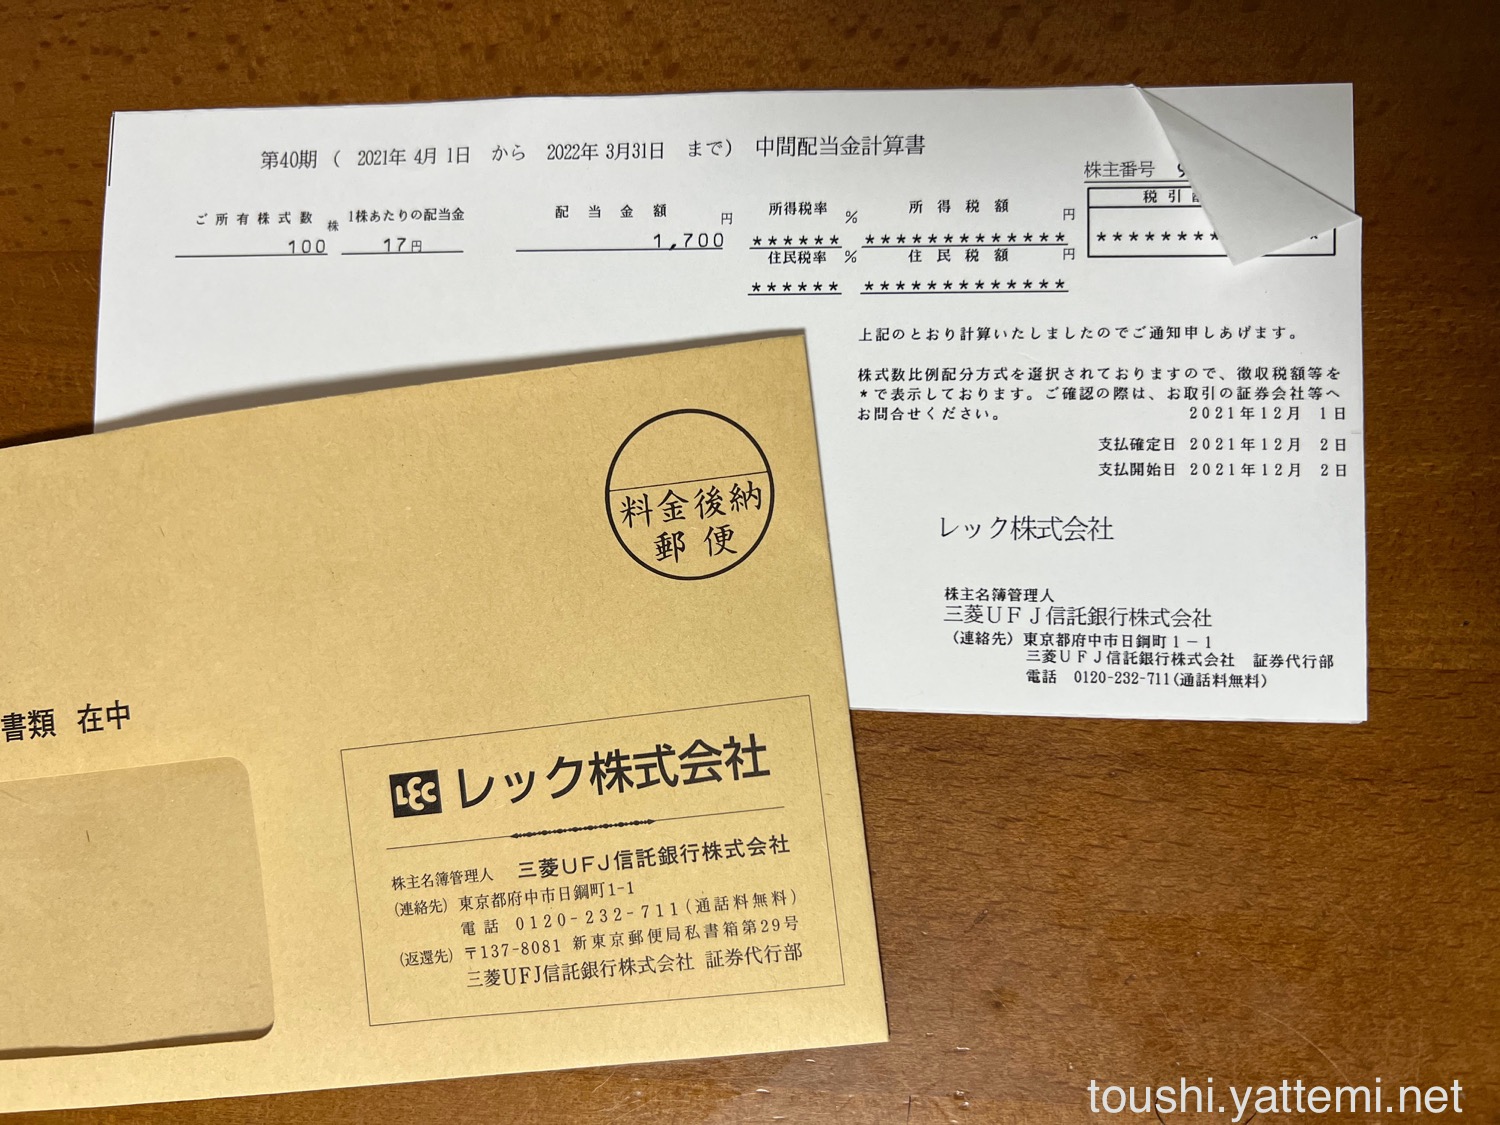 第40期 ( 2021年 4月 1日 から 2022年 3月31日 まで) 中間配当金計算書
株主番号
ご所有株式数 株 1株あたりの配当金 配当金額 円 所得税率 % 所得税額 円 税引
100 17円 1,700 ****** ************* ********
住民税率 % 住民税額 円
****** *************
上記のとおり計算いたしましたのでご通知申しあげます。
株式数比例配分方式を選択されておりますので、徴収税額等を
*で表示しております。ご確認の際は、お取引の証券会社等へ
お問合せください。 2021年12月 1日
支払確定日 2021年12月 2日
支払開始日 2021年12月 2日
レック株式会社
株主名簿管理人
三菱UFJ信託銀行株式会社
(連絡先) 東京都府中市日鋼町1-1
三菱UFJ信託銀行株式会社 証券代行部
電話 0120-232-711(通話料無料)
料金後納
郵便
書類 在中
LEC レック株式会社
株主名簿管理人 三菱UFJ信託銀行株式会社
(連絡先) 東京都府中市日鋼町1-1
電話 0120-232-711(通話料無料)
(返還先) 〒137-8081 新東京郵便局私書箱第29号
三菱UFJ信託銀行株式会社 証券代行部
toushi.yattemi.net